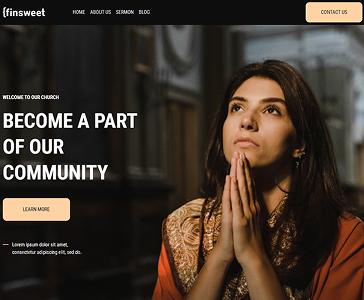 {finsweet
HOME ABOUT US SERMON BLOG
CONTACT US
WELCOME TO OUR CHURCH
BECOME A PART
OF OUR
COMMUNITY
LEARN MORE
Lorem ipsum dolor sit amet,
consectetur adipiscing elit, sed do.